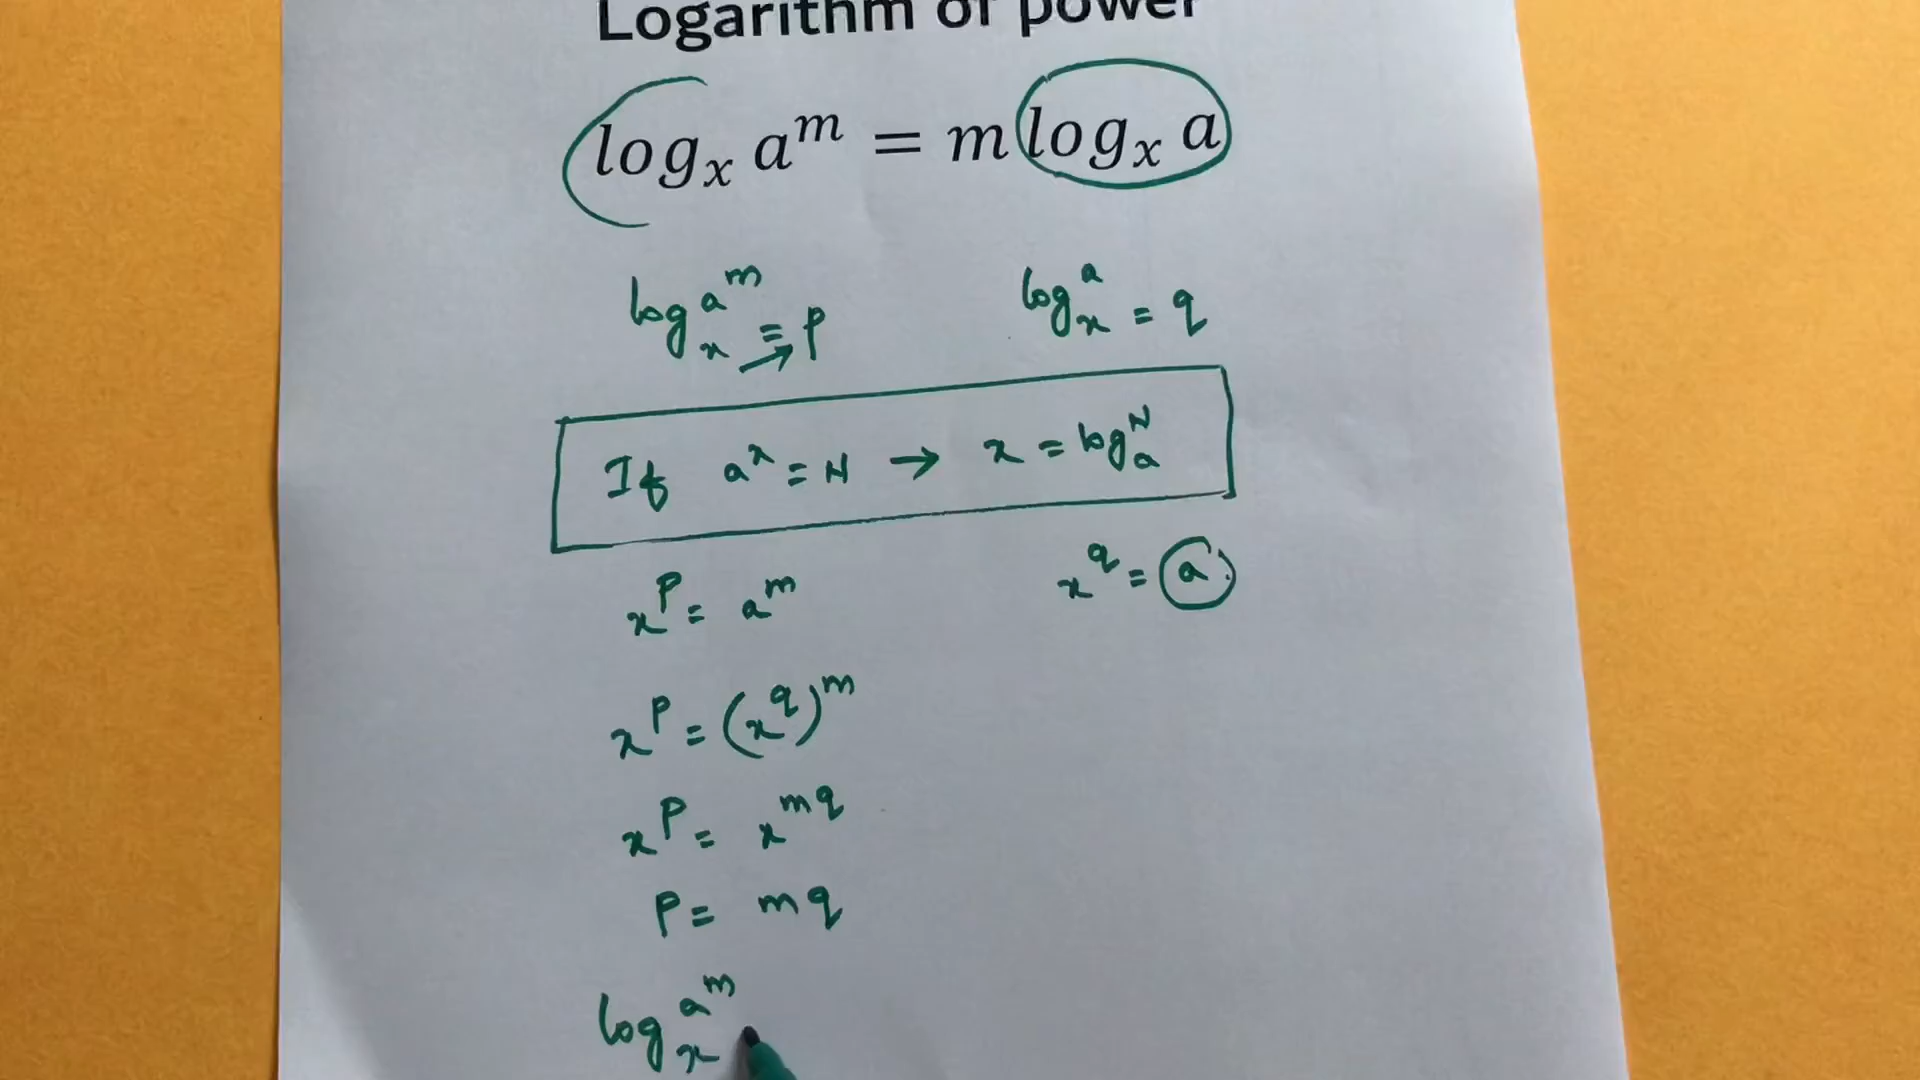 Logarithm of power
logₓ aᵐ = m logₓ a
logₓ aᵐ = p    logₓ a = q
If aˣ = N → x = logₐ N
xᵖ = aᵐ    x^q = a
xᵖ = (x^q)ᵐ
xᵖ = x^mq
p = mq
logₓ aᵐ